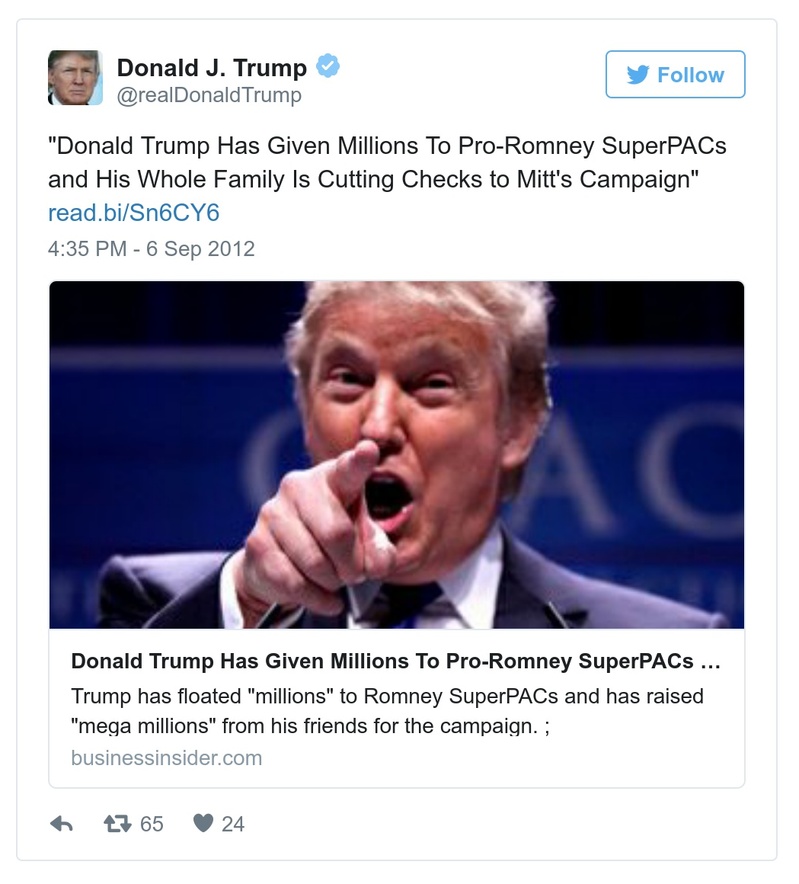 Donald J. Trump
@realDonaldTrump
Follow
"Donald Trump Has Given Millions To Pro-Romney SuperPACs
and His Whole Family Is Cutting Checks to Mitt's Campaign"
read.bi/Sn6CY6
4:35 PM - 6 Sep 2012
AC
Donald Trump Has Given Millions To Pro-Romney SuperPACs ...
Trump has floated "millions" to Romney SuperPACs and has raised
"mega millions" from his friends for the campaign. ;
businessinsider.com
65 24